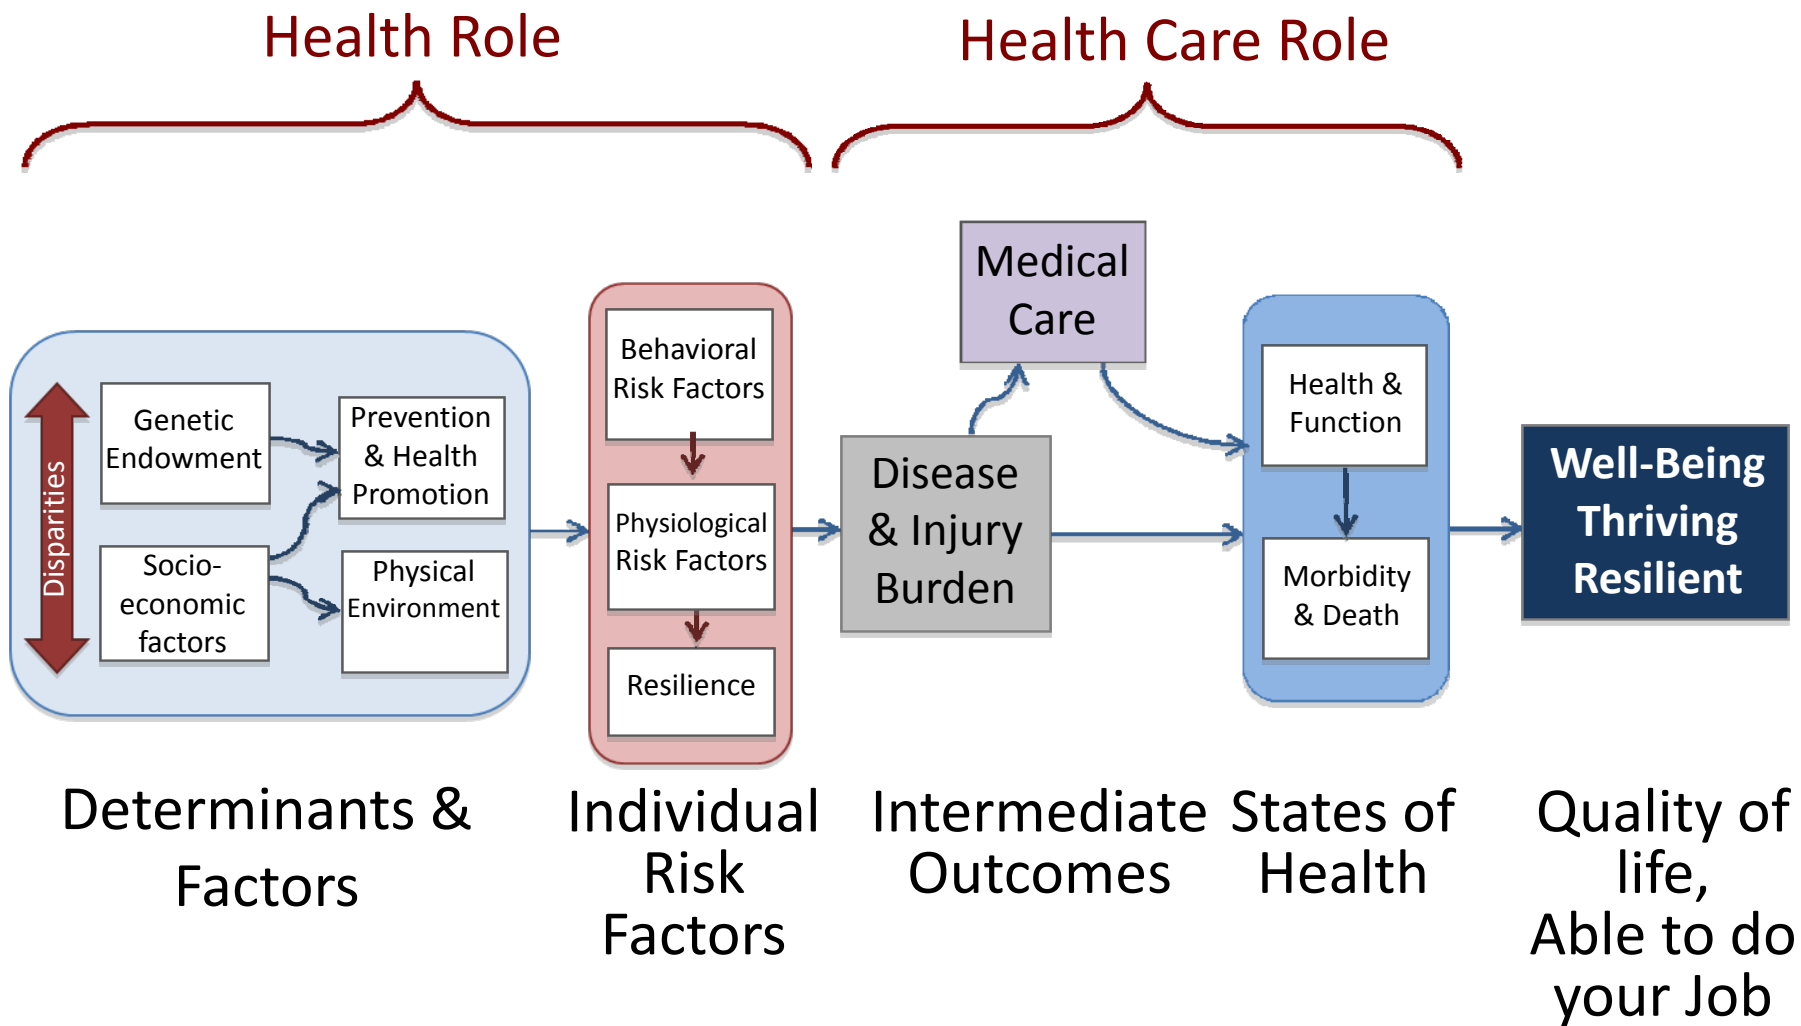 Health Role
Health Care Role
Disparities
Genetic
Endowment
Socio-
economic
factors
Prevention
& Health
Promotion
Physical
Environment
Behavioral
Risk Factors
Physiological
Risk Factors
Resilience
Medical
Care
Disease
& Injury
Burden
Health &
Function
Morbidity
& Death
Well-Being
Thriving
Resilient
Determinants &
Factors
Individual
Risk
Factors
Intermediate
Outcomes
States of
Health
Quality of
life,
Able to do
your Job